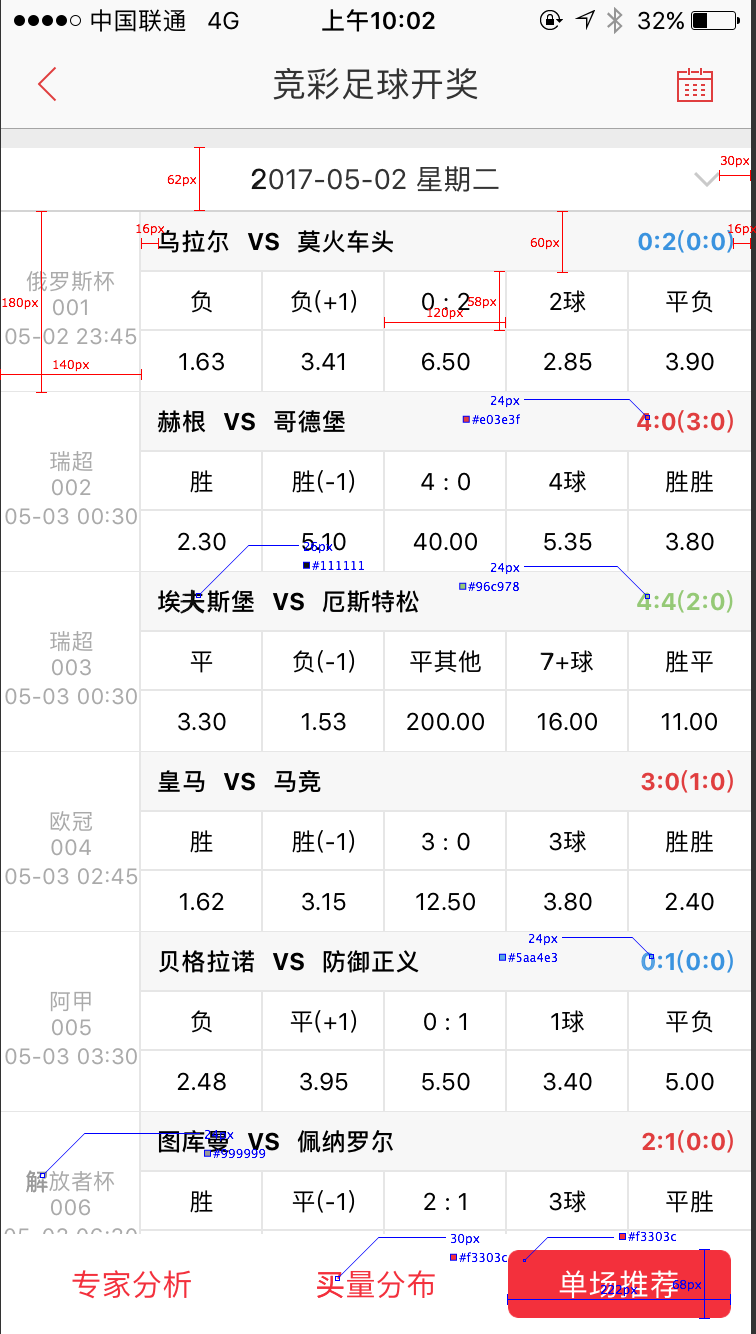 中国联通 4G 上午10:02 32%
竞彩足球开奖
62px 2017-05-02 星期二 30px
16px 乌拉尔 VS 莫火车头 60px 0:2(0:0) 16px
俄罗斯杯
001
05-02 23:45
180px
140px
负 负(+1) 0 : 2 2球 平负
58px
120px
1.63 3.41 6.50 2.85 3.90
24px
#e03e3f
赫根 VS 哥德堡 4:0(3:0)
瑞超
002
05-03 00:30
胜 胜(-1) 4 : 0 4球 胜胜
2.30 5.10 40.00 5.35 3.80
26px
#111111
24px
#96c978
埃夫斯堡 VS 厄斯特松 4:4(2:0)
瑞超
003
05-03 00:30
平 负(-1) 平其他 7+球 胜平
3.30 1.53 200.00 16.00 11.00
皇马 VS 马竞 3:0(1:0)
欧冠
004
05-03 02:45
胜 胜(-1) 3 : 0 3球 胜胜
1.62 3.15 12.50 3.80 2.40
24px
#5aa4e3
贝格拉诺 VS 防御正义 0:1(0:0)
阿甲
005
05-03 03:30
负 平(+1) 0 : 1 1球 平负
2.48 3.95 5.50 3.40 5.00
24px
#999999
图库曼 VS 佩纳罗尔 2:1(0:0)
解放者杯
006
胜 平(-1) 2 : 1 3球 平胜
30px
#f3303c
#f3303c
专家分析 买量分布 单场推荐
68px
222px